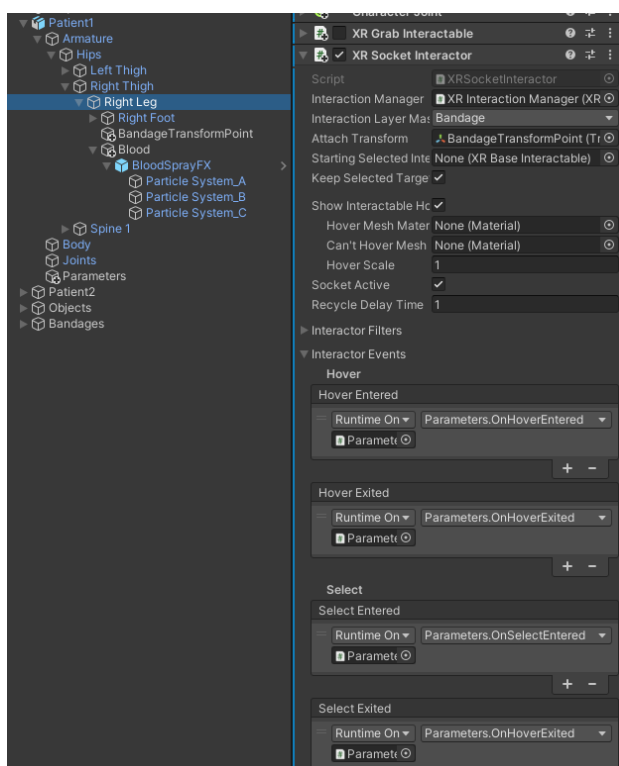 Patient1
Armature
Hips
Left Thigh
Right Thigh
Right Leg
Right Foot
BandageTransformPoint
Blood
BloodSprayFX
Particle System_A
Particle System_B
Particle System_C
Spine 1
Body
Joints
Parameters
Patient2
Objects
Bandages
Character Joint
XR Grab Interactable
XR Socket Interactor
Script XRSocketInteractor
Interaction Manager XR Interaction Manager (XR
Interaction Layer Mas Bandage
Attach Transform BandageTransformPoint (Tr
Starting Selected Inte None (XR Base Interactable)
Keep Selected Targe
Show Interactable Ho
Hover Mesh Mater None (Material)
Can't Hover Mesh None (Material)
Hover Scale 1
Socket Active
Recycle Delay Time 1
Interactor Filters
Interactor Events
Hover
Hover Entered
Runtime On Parameters.OnHoverEntered
Paramete
+ −
Hover Exited
Runtime On Parameters.OnHoverExited
Paramete
+ −
Select
Select Entered
Runtime On Parameters.OnSelectEntered
Paramete
+ −
Select Exited
Runtime On Parameters.OnHoverExited
Paramete